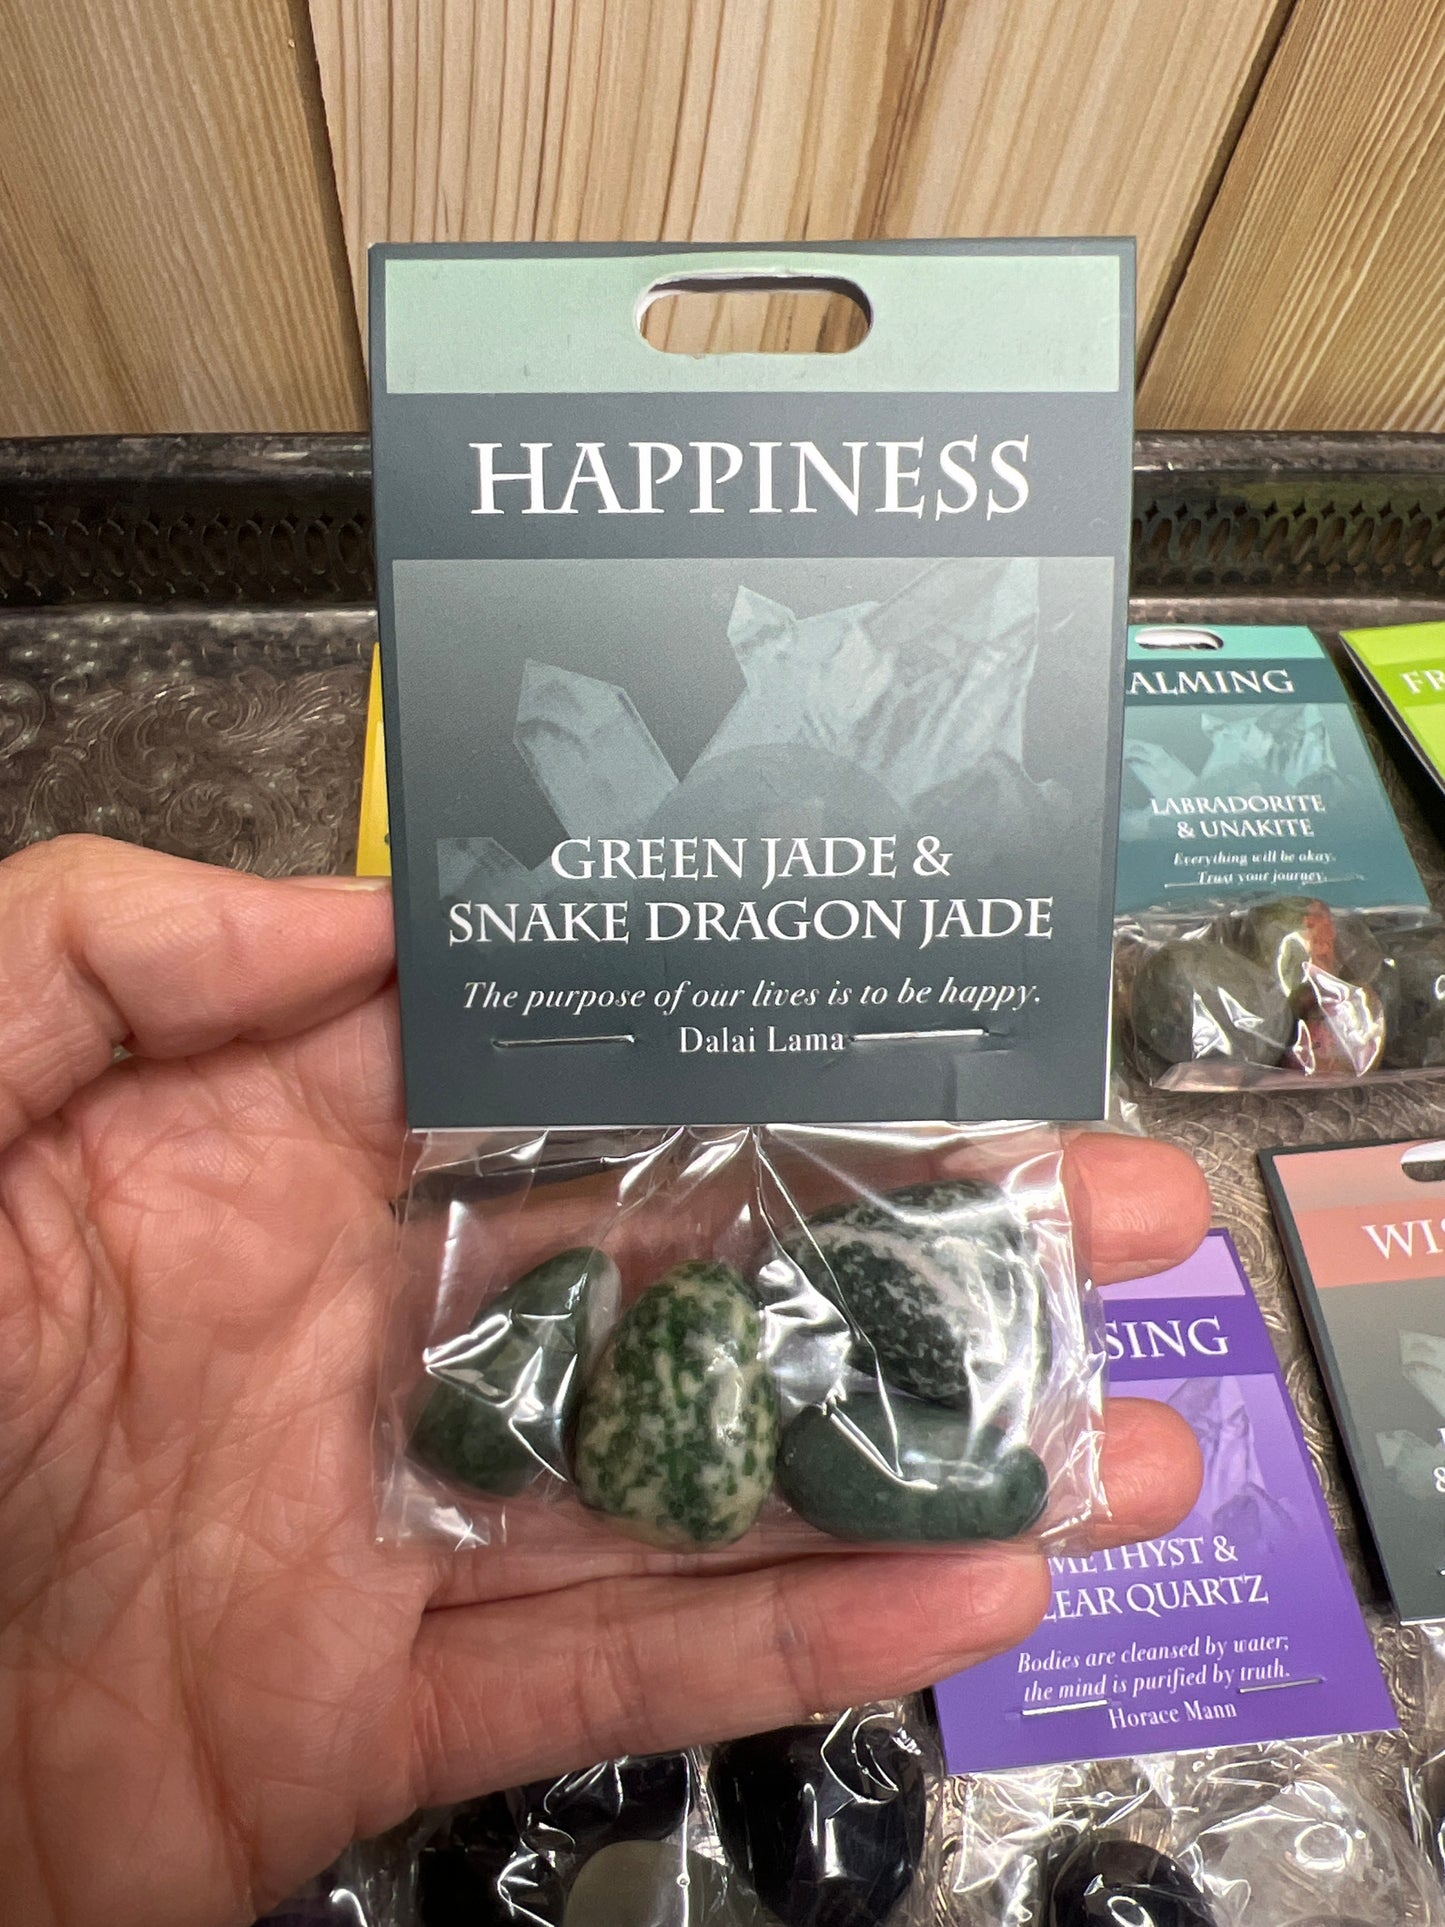 HAPPINESS
GREEN JADE &
SNAKE DRAGON JADE
The purpose of our lives is to be happy.
Dalai Lama
ALMING
LABRADORITE
& UNAKITE
Everything will be okay.
Trust your journey.
FR
WI
&
SING
METHYST &
LEAR QUARTZ
Bodies are cleansed by water;
the mind is purified by truth.
Horace Mann